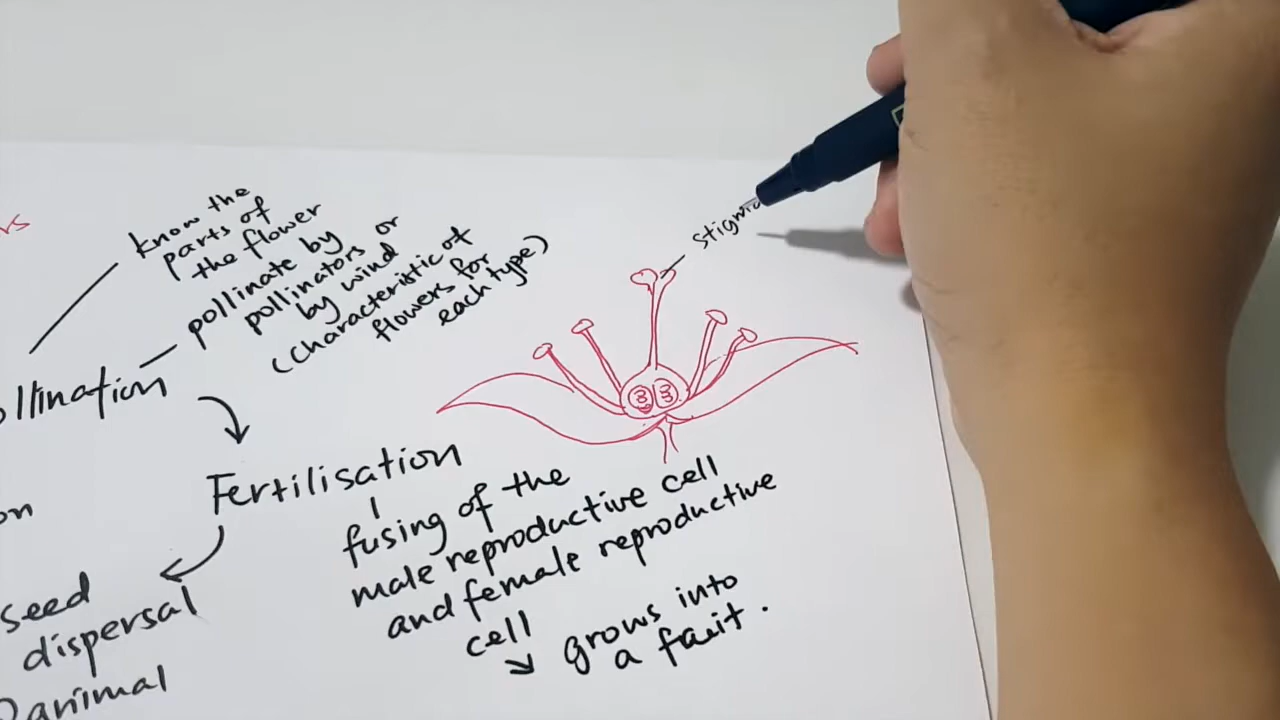 know the
parts of
the flower
pollinate by
pollinators or
by wind
(characteristic of
flowers for
each type)
stigma
ollination
Fertilisation
fusing of the
male reproductive cell
and female reproductive
cell
grows into
a fruit.
on
seed
dispersal
animal